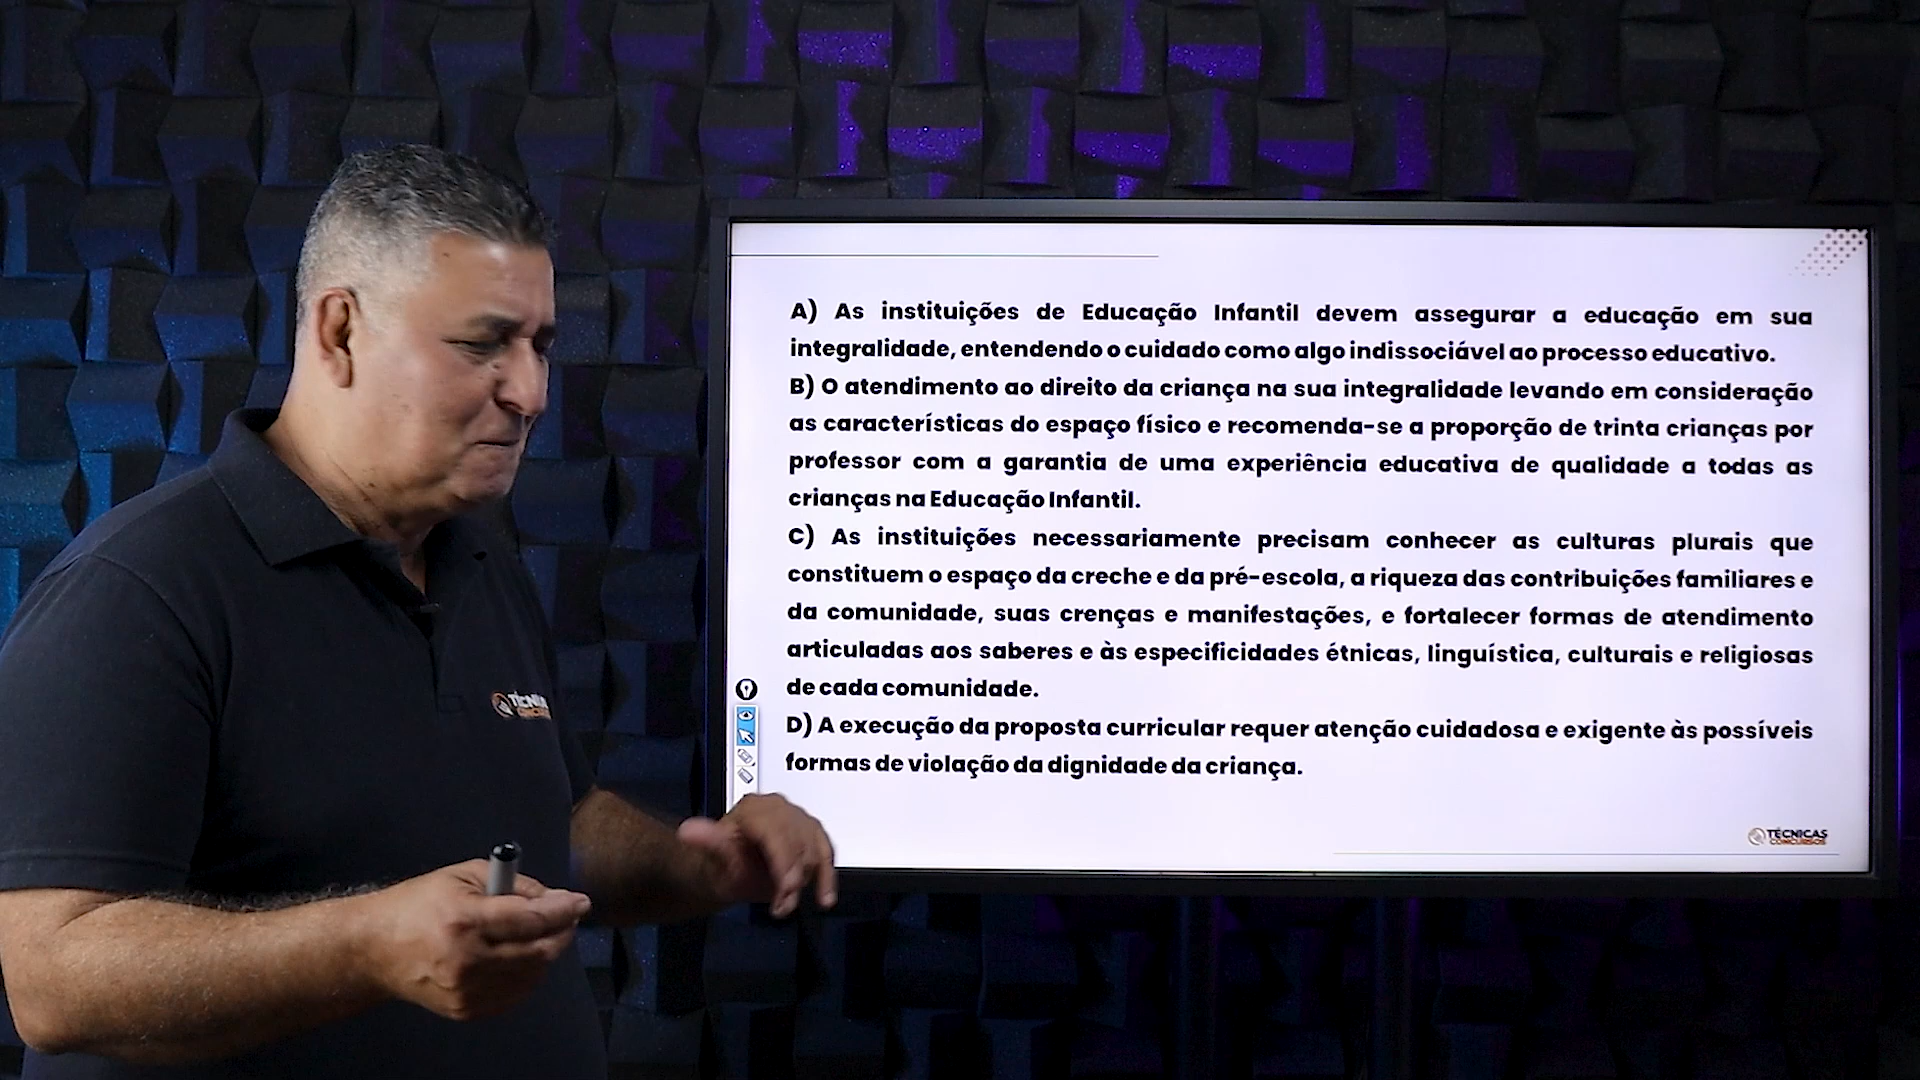 A) As instituições de Educação Infantil devem assegurar a educação em sua
integralidade, entendendo o cuidado como algo indissociável ao processo educativo.
B) O atendimento ao direito da criança na sua integralidade levando em consideração
as características do espaço físico e recomenda-se a proporção de trinta crianças por
professor com a garantia de uma experiência educativa de qualidade a todas as
crianças na Educação Infantil.
C) As instituições necessariamente precisam conhecer as culturas plurais que
constituem o espaço da creche e da pré-escola, a riqueza das contribuições familiares e
da comunidade, suas crenças e manifestações, e fortalecer formas de atendimento
articuladas aos saberes e às especificidades étnicas, linguística, culturais e religiosas
de cada comunidade.
D) A execução da proposta curricular requer atenção cuidadosa e exigente às possíveis
formas de violação da dignidade da criança.
TÉCNICAS
CONCURSOS